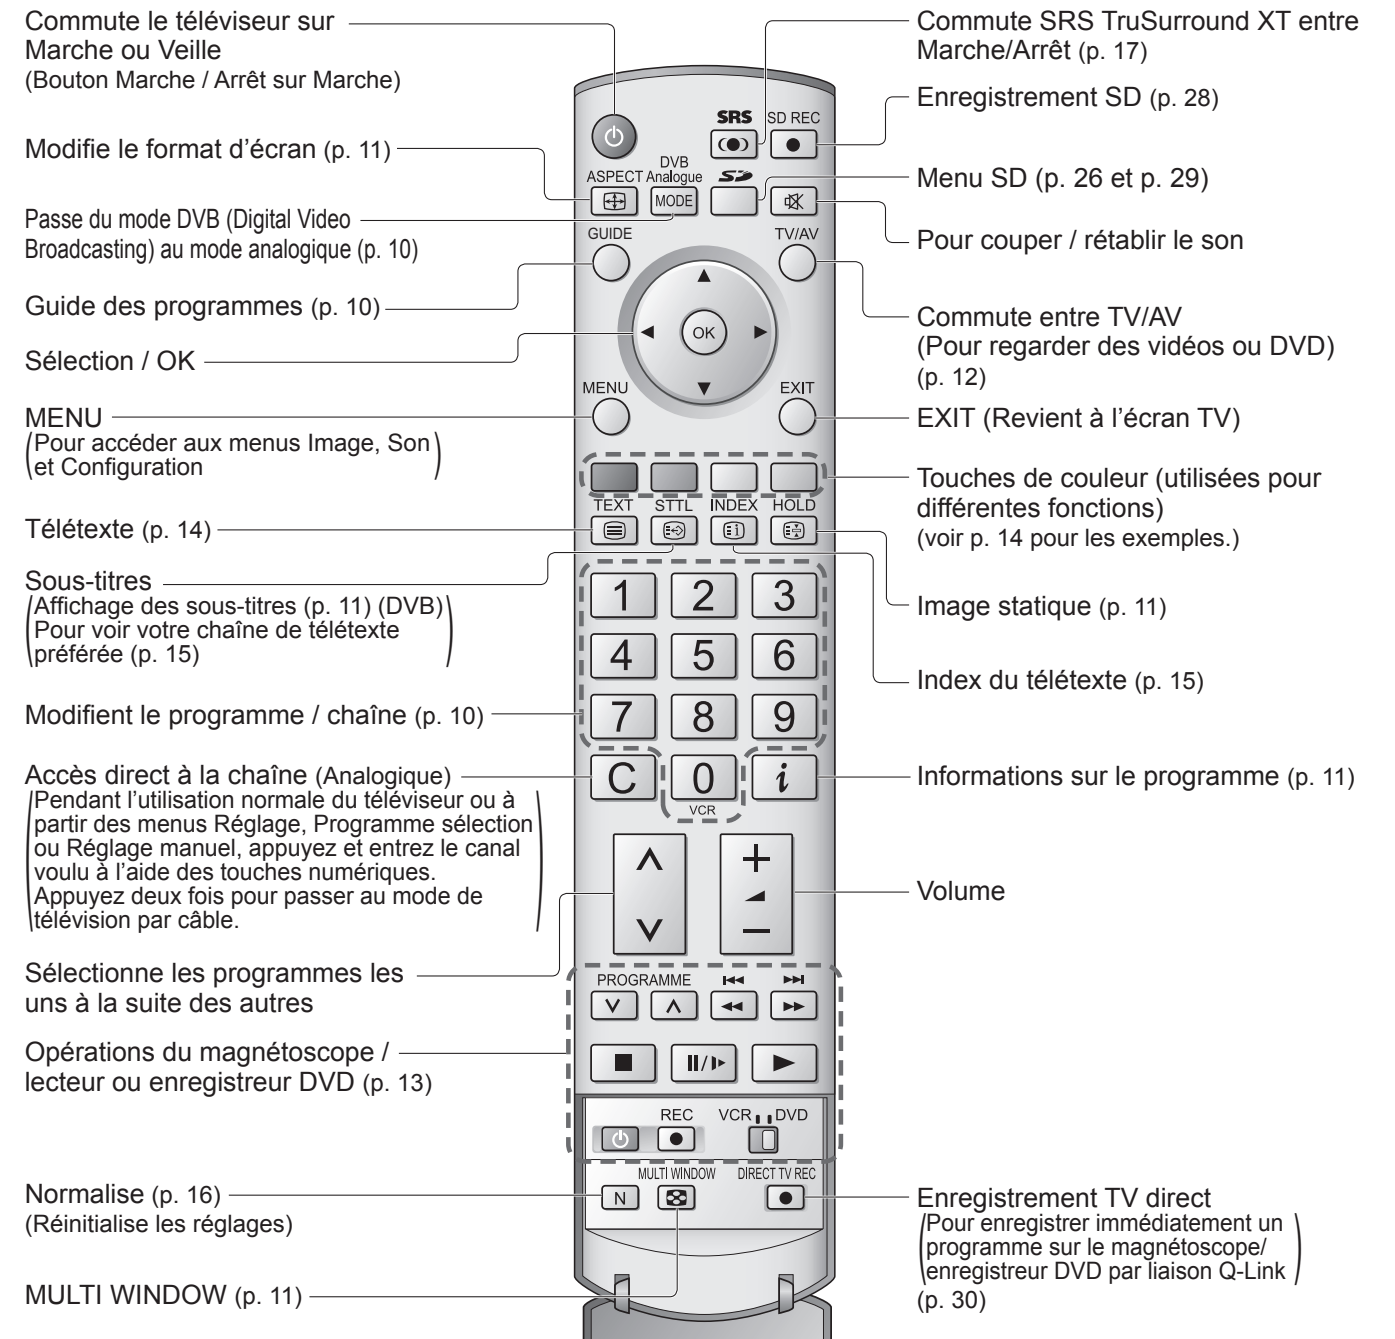 Commute le téléviseur sur
Marche ou Veille
(Bouton Marche / Arrêt sur Marche)
Modifie le format d'écran (p. 11)
Passe du mode DVB (Digital Video
Broadcasting) au mode analogique (p. 10)
Guide des programmes (p. 10)
Sélection / OK
MENU
(Pour accéder aux menus Image, Son
et Configuration)
Télétexte (p. 14)
Sous-titres
(Affichage des sous-titres (p. 11) (DVB)
Pour voir votre chaîne de télétexte
préférée (p. 15))
Modifient le programme / chaîne (p. 10)
Accès direct à la chaîne (Analogique)
(Pendant l'utilisation normale du téléviseur ou à
partir des menus Réglage, Programme sélection
ou Réglage manuel, appuyez et entrez le canal
voulu à l'aide des touches numériques.
Appuyez deux fois pour passer au mode de
télévision par câble.)
Sélectionne les programmes les
uns à la suite des autres
Opérations du magnétoscope /
lecteur ou enregistreur DVD (p. 13)
Normalise (p. 16)
(Réinitialise les réglages)
MULTI WINDOW (p. 11)
SRS
SD REC
DVB
ASPECT Analogue
SD
MODE
GUIDE
TV/AV
OK
MENU
EXIT
TEXT
STTL
INDEX
HOLD
1 2 3
4 5 6
7 8 9
C 0 i
VCR
PROGRAMME
REC
VCR
DVD
MULTI WINDOW
DIRECT TV REC
N
Commute SRS TruSurround XT entre
Marche/Arrêt (p. 17)
Enregistrement SD (p. 28)
Menu SD (p. 26 et p. 29)
Pour couper / rétablir le son
Commute entre TV/AV
(Pour regarder des vidéos ou DVD)
(p. 12)
EXIT (Revient à l'écran TV)
Touches de couleur (utilisées pour
différentes fonctions)
(voir p. 14 pour les exemples.)
Image statique (p. 11)
Index du télétexte (p. 15)
Informations sur le programme (p. 11)
Volume
Enregistrement TV direct
(Pour enregistrer immédiatement un
programme sur le magnétoscope/
enregistreur DVD par liaison Q-Link)
(p. 30)